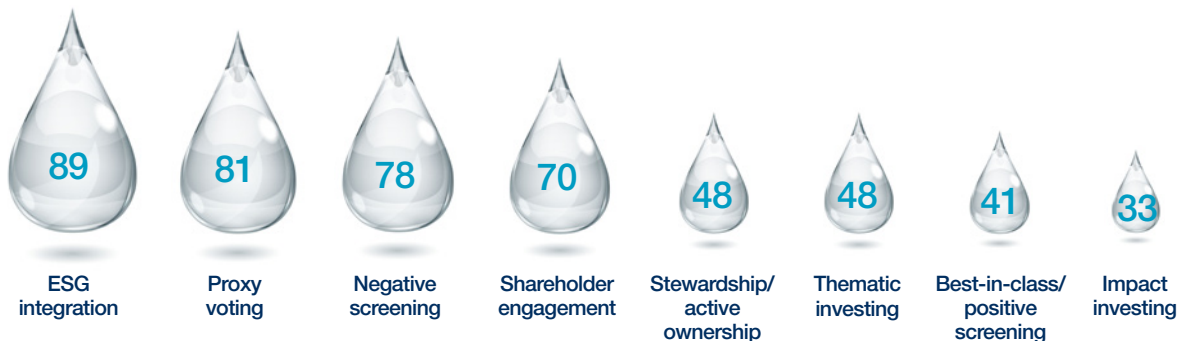 89
81
78
70
48
48
41
33
ESG
integration
Proxy
voting
Negative
screening
Shareholder
engagement
Stewardship/
active
ownership
Thematic
investing
Best-in-class/
positive
screening
Impact
investing